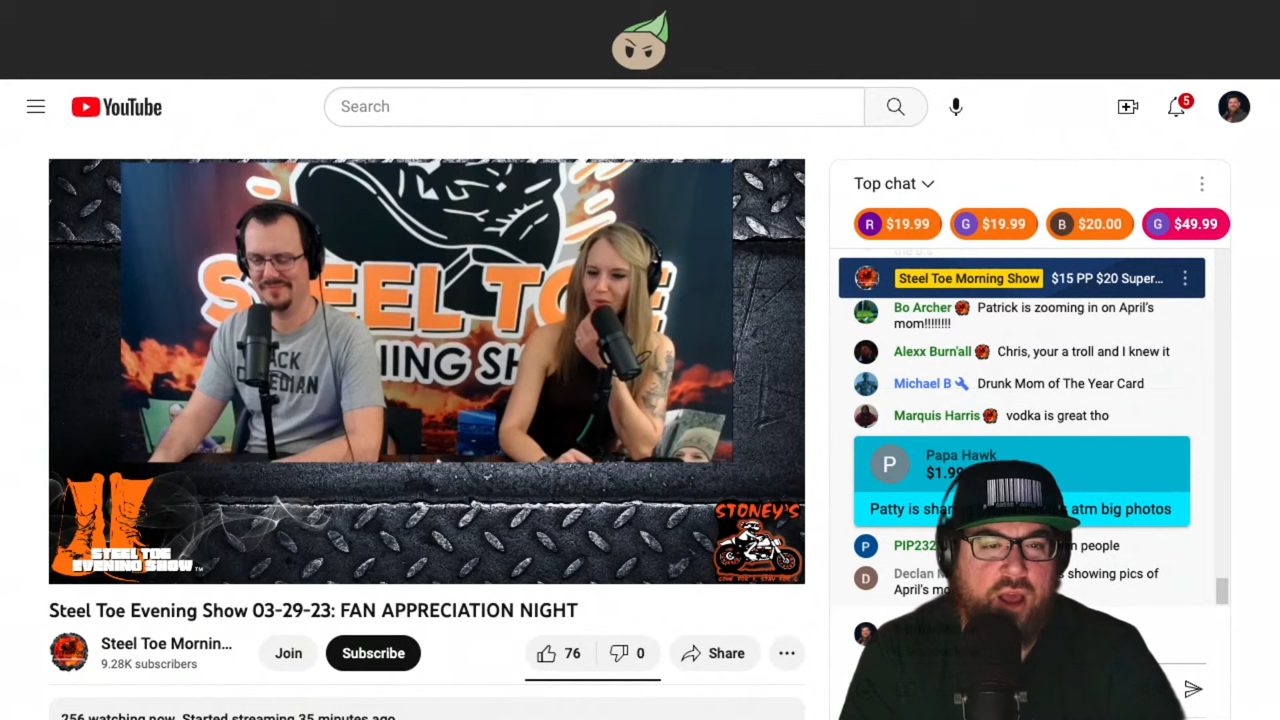 YouTube
Search
5
Top chat
R $19.99
G $19.99
B $20.00
G $49.99
Steel Toe Morning Show $15 PP $20 Super...
Bo Archer Patrick is zooming in on April's
mom!!!!!!!!
Alexx Burn'all Chris, your a troll and I knew it
Michael B Drunk Mom of The Year Card
Marquis Harris vodka is great tho
P Papa Hawk
$1.99
Patty is atm big photos
P PIP232 people
D Declan showing pics of
April's
STEEL TOE
NING SH
STEEL TOE
EVENING SHOW™
STONEY'S
Steel Toe Evening Show 03-29-23: FAN APPRECIATION NIGHT
Steel Toe Mornin...
9.28K subscribers
Join
Subscribe
76
0
Share
256 watching now Started streaming 35 minutes ago